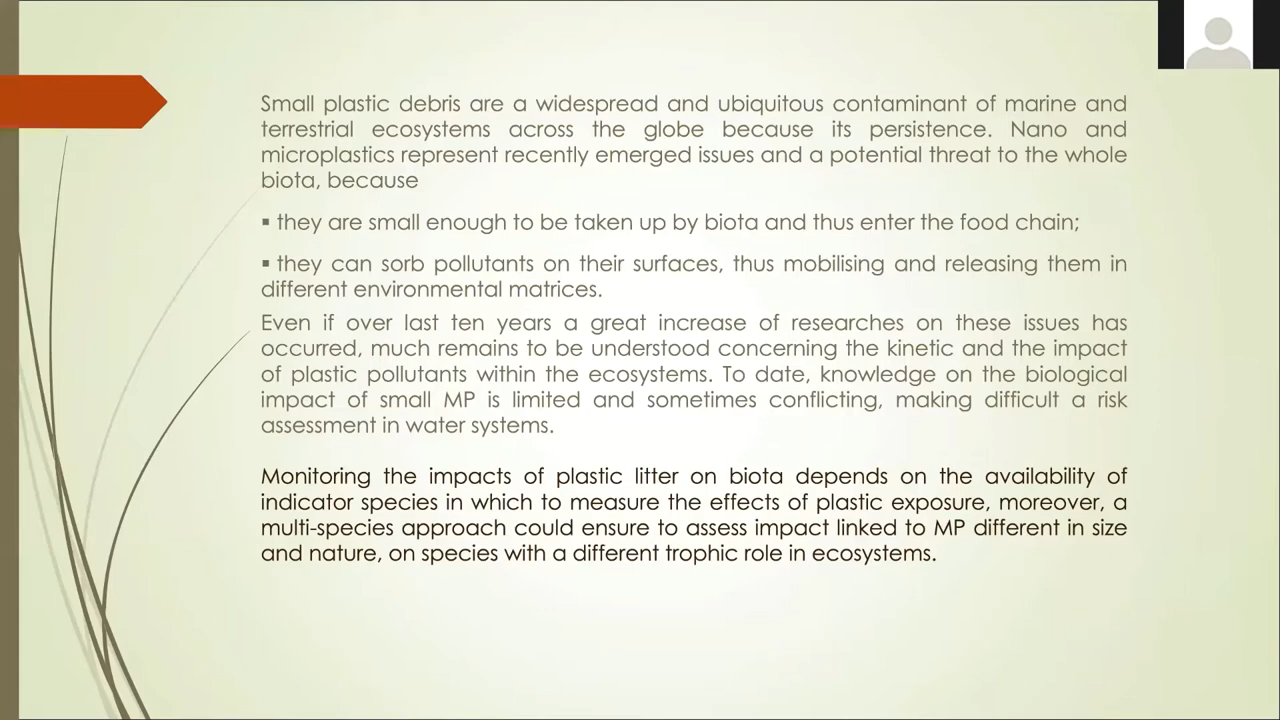 Small plastic debris are a widespread and ubiquitous contaminant of marine and
terrestrial ecosystems across the globe because its persistence. Nano and
microplastics represent recently emerged issues and a potential threat to the whole
biota, because
▪ they are small enough to be taken up by biota and thus enter the food chain;
▪ they can sorb pollutants on their surfaces, thus mobilising and releasing them in
different environmental matrices.
Even if over last ten years a great increase of researches on these issues has
occurred, much remains to be understood concerning the kinetic and the impact
of plastic pollutants within the ecosystems. To date, knowledge on the biological
impact of small MP is limited and sometimes conflicting, making difficult a risk
assessment in water systems.
Monitoring the impacts of plastic litter on biota depends on the availability of
indicator species in which to measure the effects of plastic exposure, moreover, a
multi-species approach could ensure to assess impact linked to MP different in size
and nature, on species with a different trophic role in ecosystems.